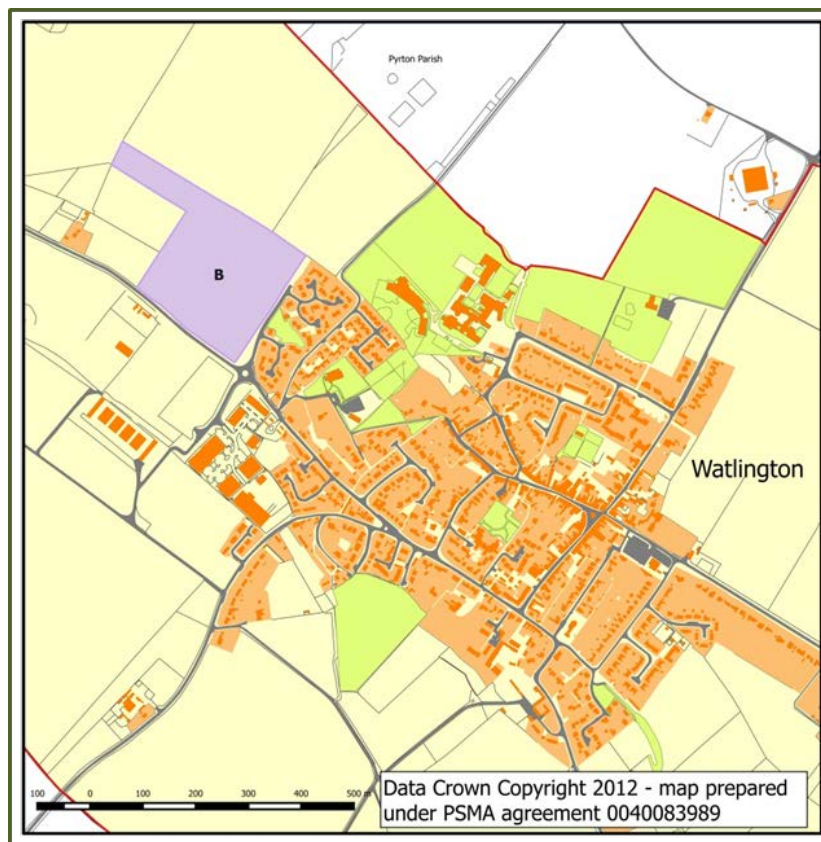 Pyrton Parish
B
Watlington
100 0 100 200 300 400 500 m
Data Crown Copyright 2012 - map prepared
under PSMA agreement 0040083989